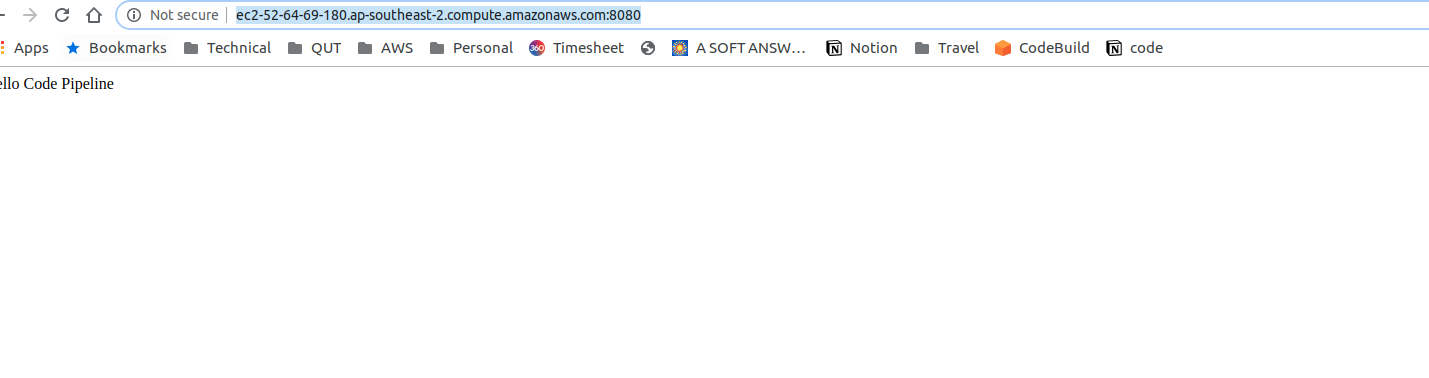 Not secure ec2-52-64-69-180.ap-southeast-2.compute.amazonaws.com:8080
Apps Bookmarks Technical QUT AWS Personal 360 Timesheet A SOFT ANSW... Notion Travel CodeBuild code
ello Code Pipeline